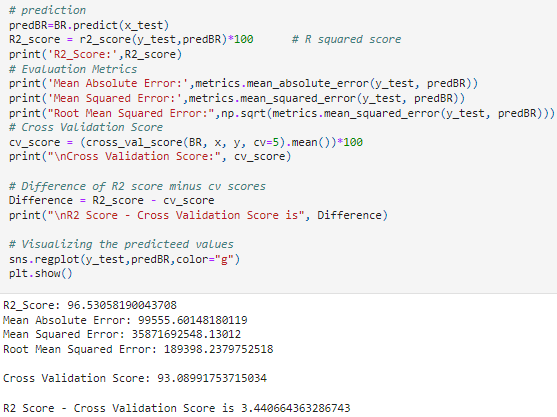 # prediction
predBR=BR.predict(x_test)
R2_score = r2_score(y_test,predBR)*100      # R squared score
print('R2_Score:',R2_score)
# Evaluation Metrics
print('Mean Absolute Error:',metrics.mean_absolute_error(y_test, predBR))
print('Mean Squared Error:',metrics.mean_squared_error(y_test, predBR))
print("Root Mean Squared Error:",np.sqrt(metrics.mean_squared_error(y_test, predBR)))
# Cross Validation Score
cv_score = (cross_val_score(BR, x, y, cv=5).mean())*100
print("\nCross Validation Score:", cv_score)

# Difference of R2 score minus cv scores
Difference = R2_score - cv_score
print("\nR2 Score - Cross Validation Score is", Difference)

# Visualizing the predicteed values
sns.regplot(y_test,predBR,color="g")
plt.show()

R2_Score: 96.53058190043708
Mean Absolute Error: 99555.60148180119
Mean Squared Error: 35871692548.13012
Root Mean Squared Error: 189398.2379752518

Cross Validation Score: 93.08991753715034

R2 Score - Cross Validation Score is 3.440664363286743